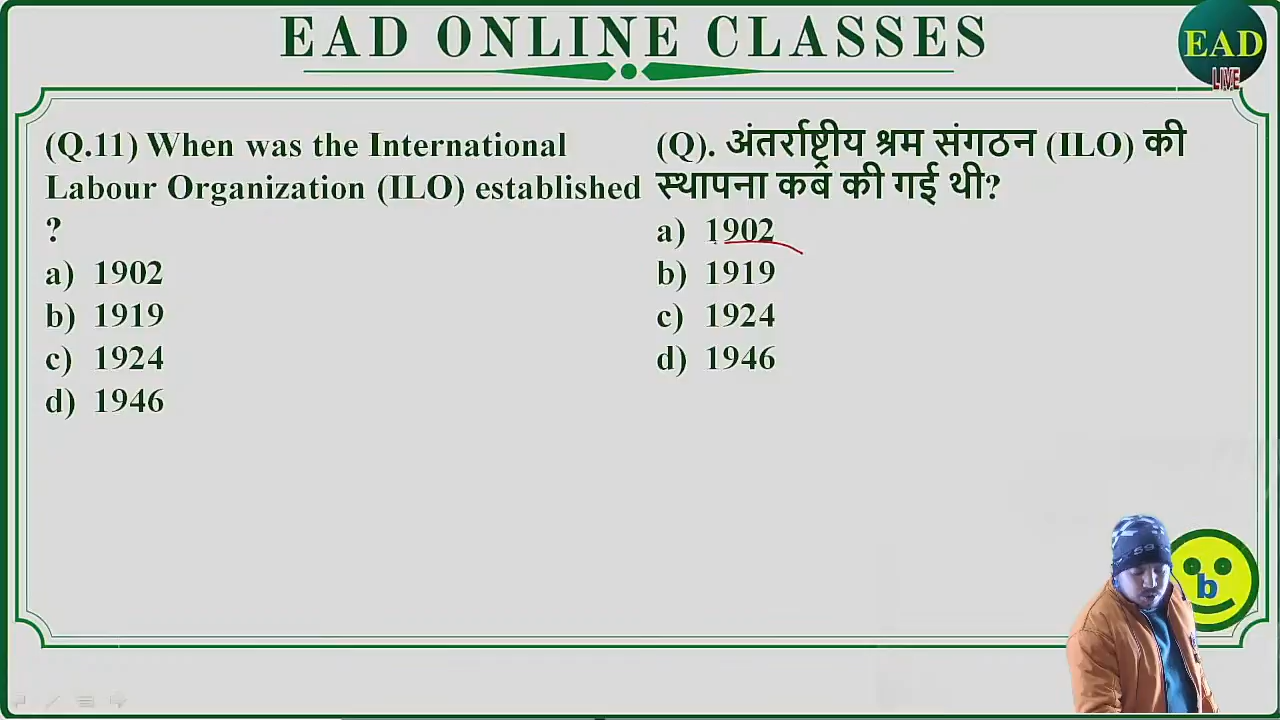 EAD ONLINE CLASSES
EAD
LIVE
(Q.11) When was the International
Labour Organization (ILO) established
?
a) 1902
b) 1919
c) 1924
d) 1946
(Q). अंतर्राष्ट्रीय श्रम संगठन (ILO) की
स्थापना कब की गई थी?
a) 1902
b) 1919
c) 1924
d) 1946
59
b